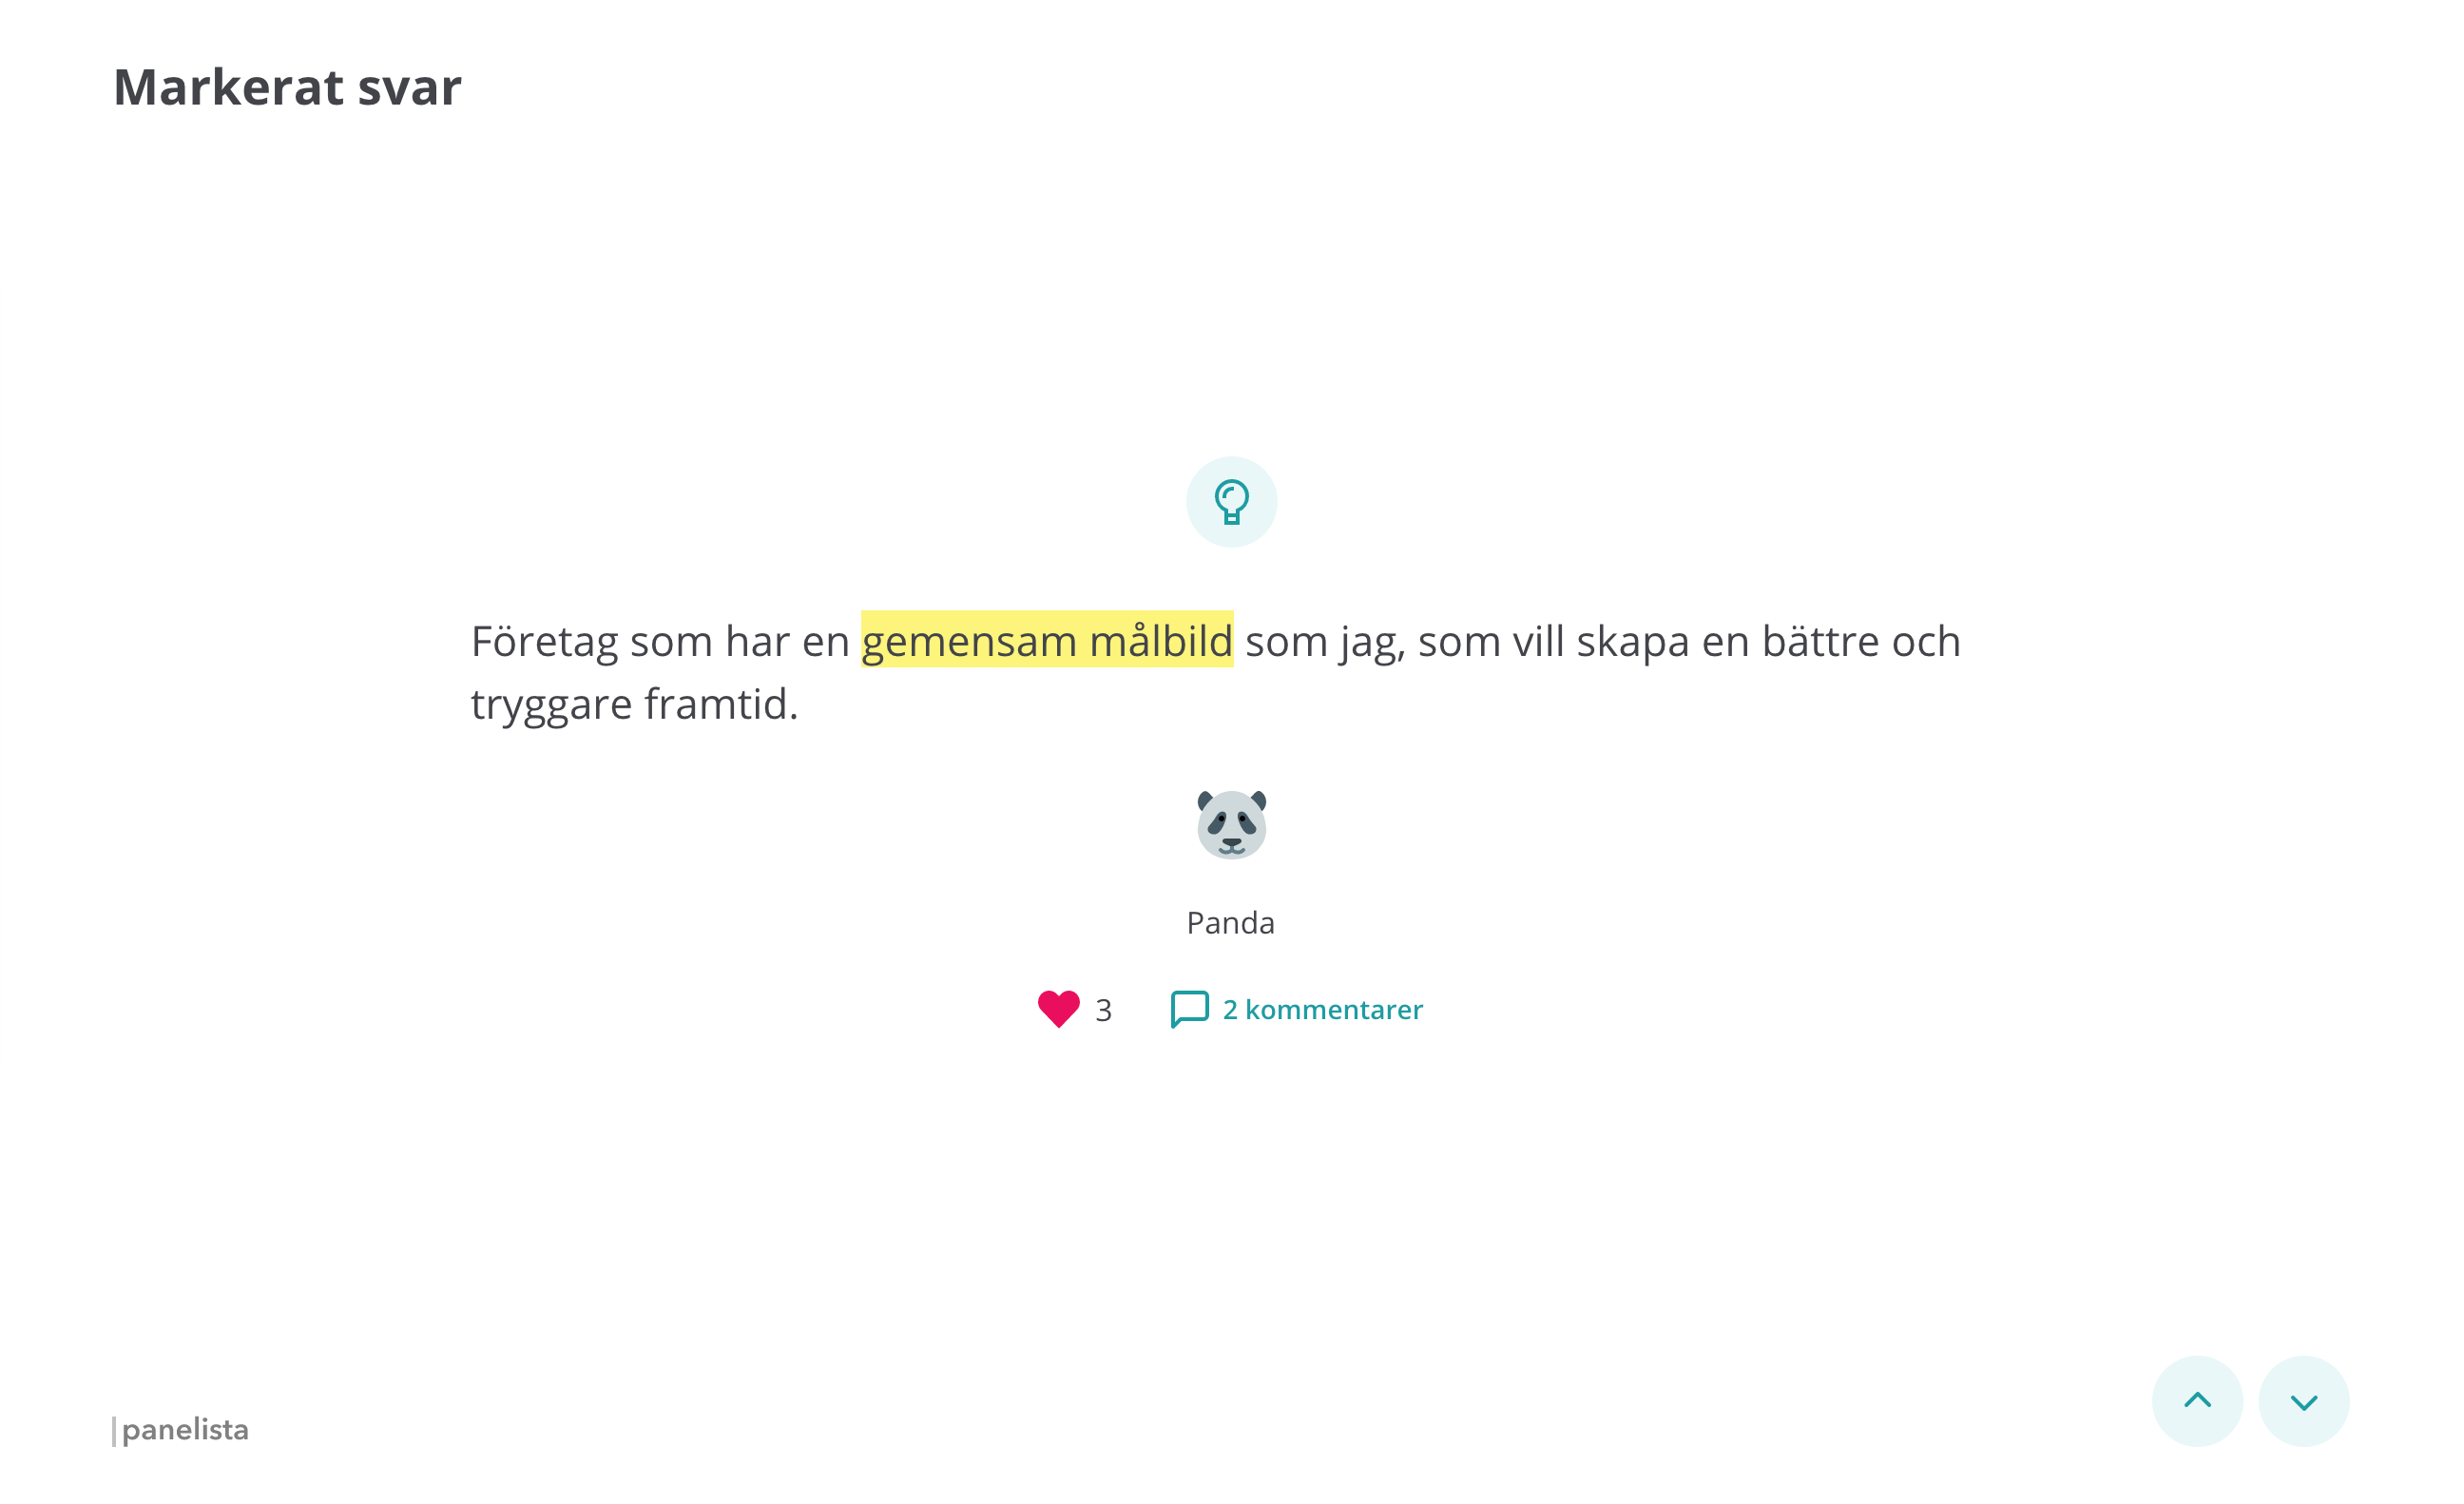 Markerat svar
Företag som har en gemensam målbild som jag, som vill skapa en bättre och
tryggare framtid.
Panda
3
2 kommentarer
panelista